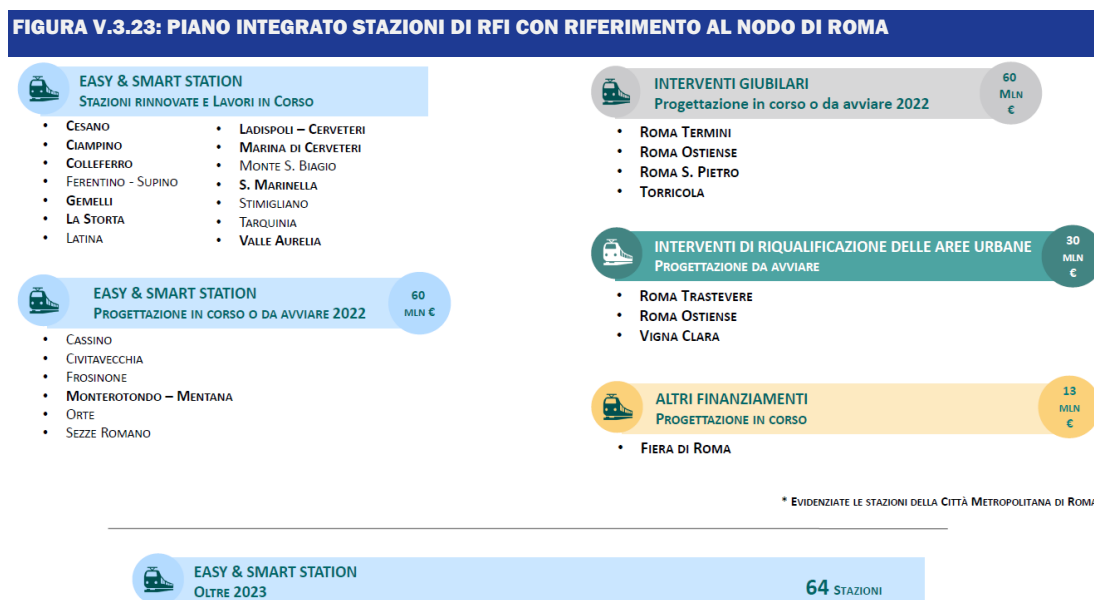 FIGURA V.3.23: PIANO INTEGRATO STAZIONI DI RFI CON RIFERIMENTO AL NODO DI ROMA
EASY & SMART STATION
STAZIONI RINNOVATE E LAVORI IN CORSO
• CESANO
• CIAMPINO
• COLLEFERRO
• FERENTINO - SUPINO
• GEMELLI
• LA STORTA
• LATINA
• LADISPOLI – CERVETERI
• MARINA DI CERVETERI
• MONTE S. BIAGIO
• S. MARINELLA
• STIMIGLIANO
• TARQUINIA
• VALLE AURELIA
EASY & SMART STATION
PROGETTAZIONE IN CORSO O DA AVVIARE 2022
60
MLN €
• CASSINO
• CIVITAVECCHIA
• FROSINONE
• MONTEROTONDO – MENTANA
• ORTE
• SEZZE ROMANO
INTERVENTI GIUBILARI
Progettazione in corso o da avviare 2022
60
MLN
€
• ROMA TERMINI
• ROMA OSTIENSE
• ROMA S. PIETRO
• TORRICOLA
INTERVENTI DI RIQUALIFICAZIONE DELLE AREE URBANE
PROGETTAZIONE DA AVVIARE
30
MLN
€
• ROMA TRASTEVERE
• ROMA OSTIENSE
• VIGNA CLARA
ALTRI FINANZIAMENTI
PROGETTAZIONE IN CORSO
13
MLN
€
• FIERA DI ROMA
* EVIDENZIATE LE STAZIONI DELLA CITTÀ METROPOLITANA DI ROMA
EASY & SMART STATION
OLTRE 2023
64 STAZIONI